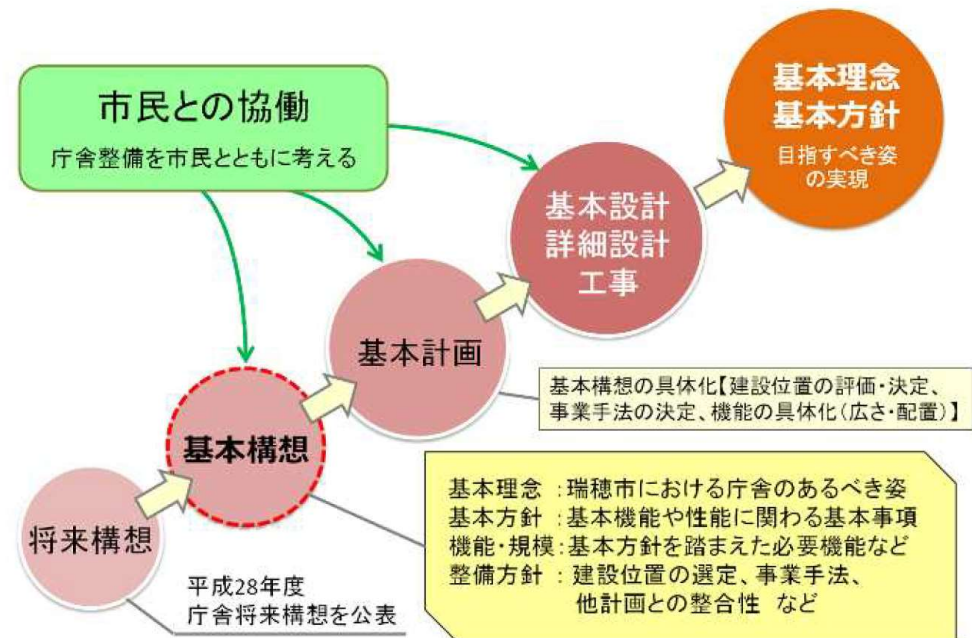 市民との協働
庁舎整備を市民とともに考える
基本理念
基本方針
目指すべき姿
の実現
基本設計
詳細設計
工事
基本計画
基本構想の具体化【建設位置の評価・決定、
事業手法の決定、機能の具体化(広さ・配置)】
基本構想
基本理念 :瑞穂市における庁舎のあるべき姿
基本方針 :基本機能や性能に関わる基本事項
機能・規模:基本方針を踏まえた必要機能など
整備方針 :建設位置の選定、事業手法、
他計画との整合性 など
将来構想
平成28年度
庁舎将来構想を公表